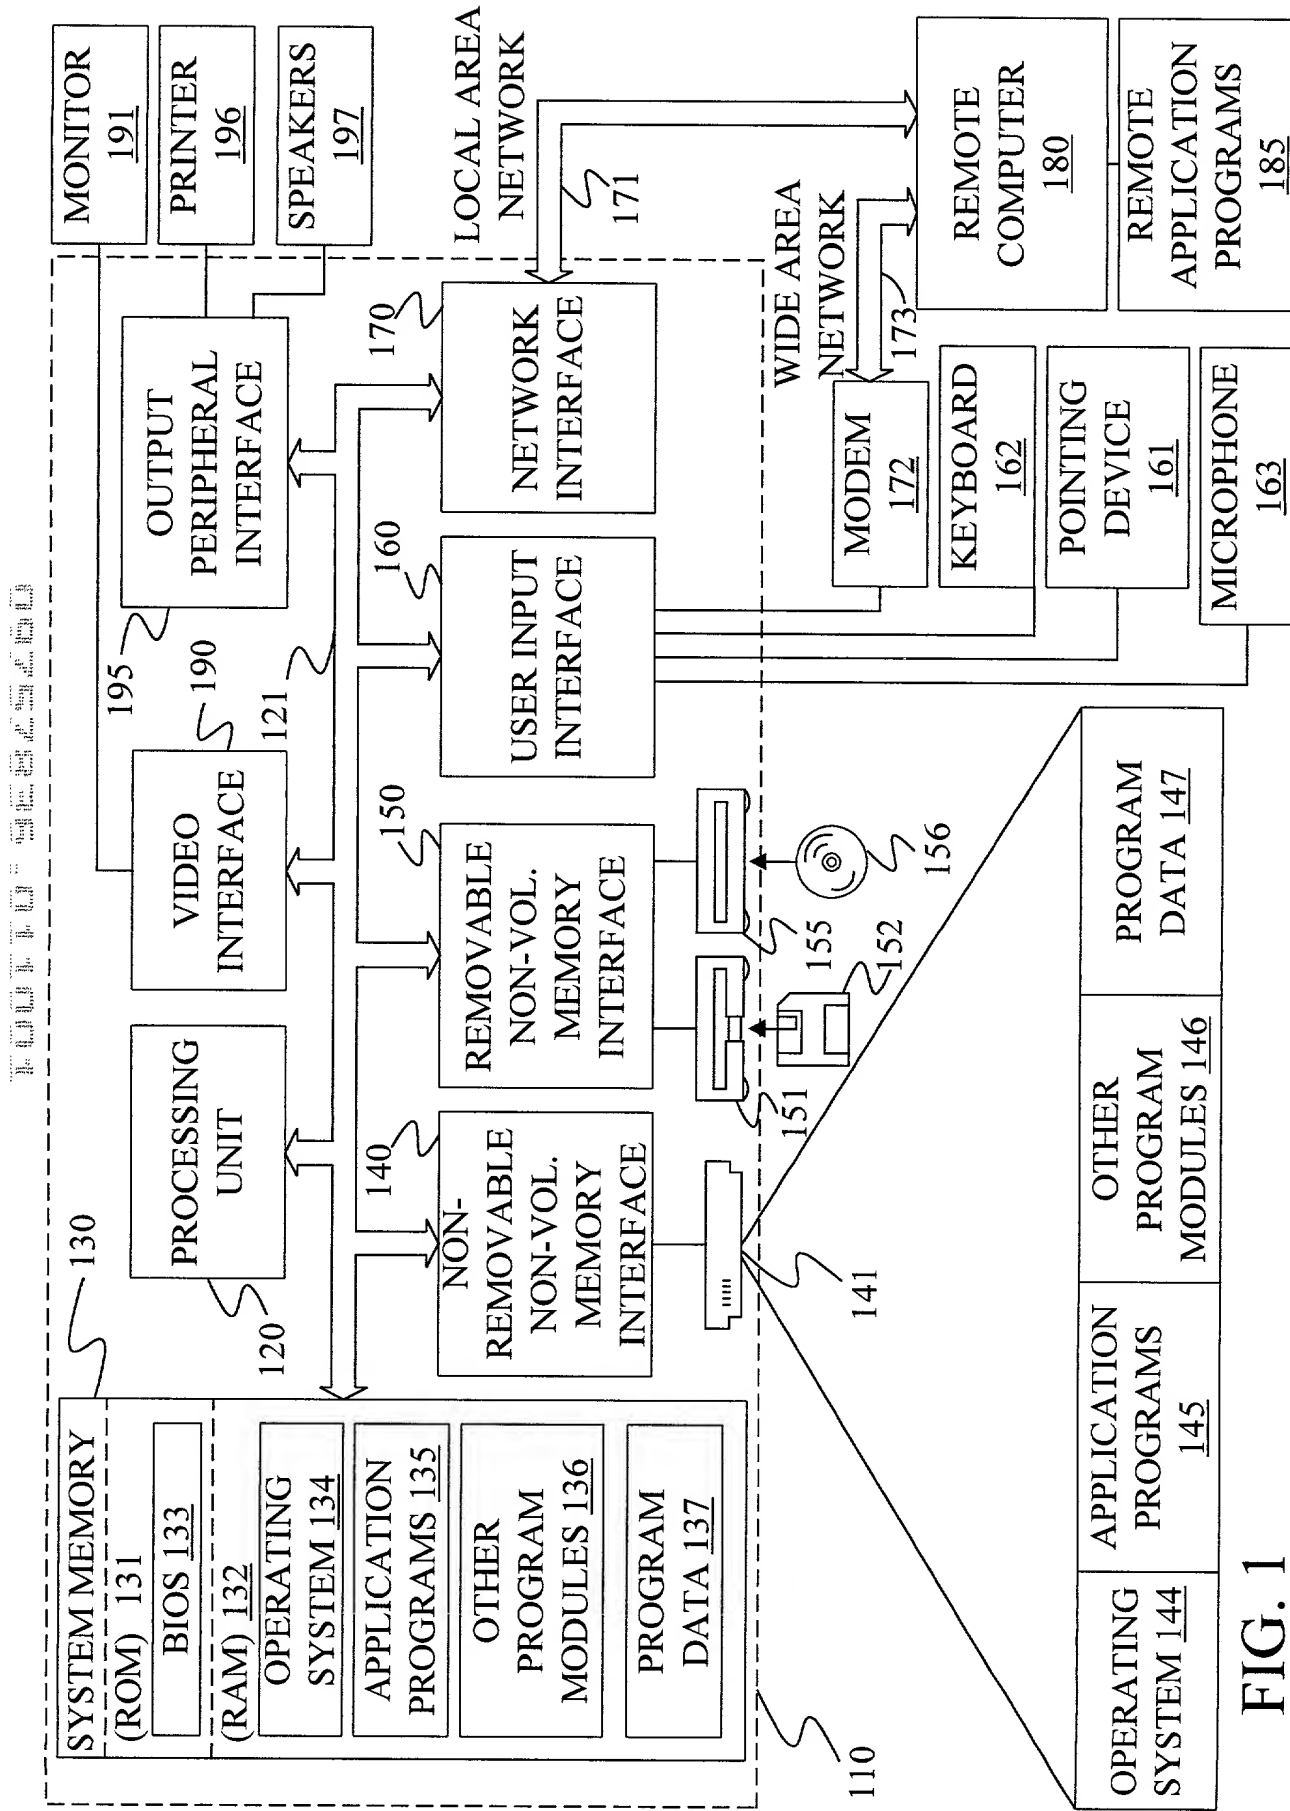 SYSTEM MEMORY
(ROM) 131
BIOS 133
(RAM) 132
OPERATING
SYSTEM 134
APPLICATION
PROGRAMS 135
OTHER
PROGRAM
MODULES 136
PROGRAM
DATA 137
130
120
PROCESSING
UNIT
VIDEO
INTERFACE
190
195
121
OUTPUT
PERIPHERAL
INTERFACE
MONITOR
191
PRINTER
196
SPEAKERS
197
140
NON-
REMOVABLE
NON-VOL.
MEMORY
INTERFACE
150
REMOVABLE
NON-VOL.
MEMORY
INTERFACE
160
USER INPUT
INTERFACE
170
NETWORK
INTERFACE
LOCAL AREA
NETWORK
171
WIDE AREA
NETWORK
173
MODEM
172
KEYBOARD
162
POINTING
DEVICE
161
MICROPHONE
163
REMOTE
COMPUTER
180
REMOTE
APPLICATION
PROGRAMS
185
110
141
151
152
155
156
OPERATING
SYSTEM 144
APPLICATION
PROGRAMS
145
OTHER
PROGRAM
MODULES 146
PROGRAM
DATA 147
FIG. 1